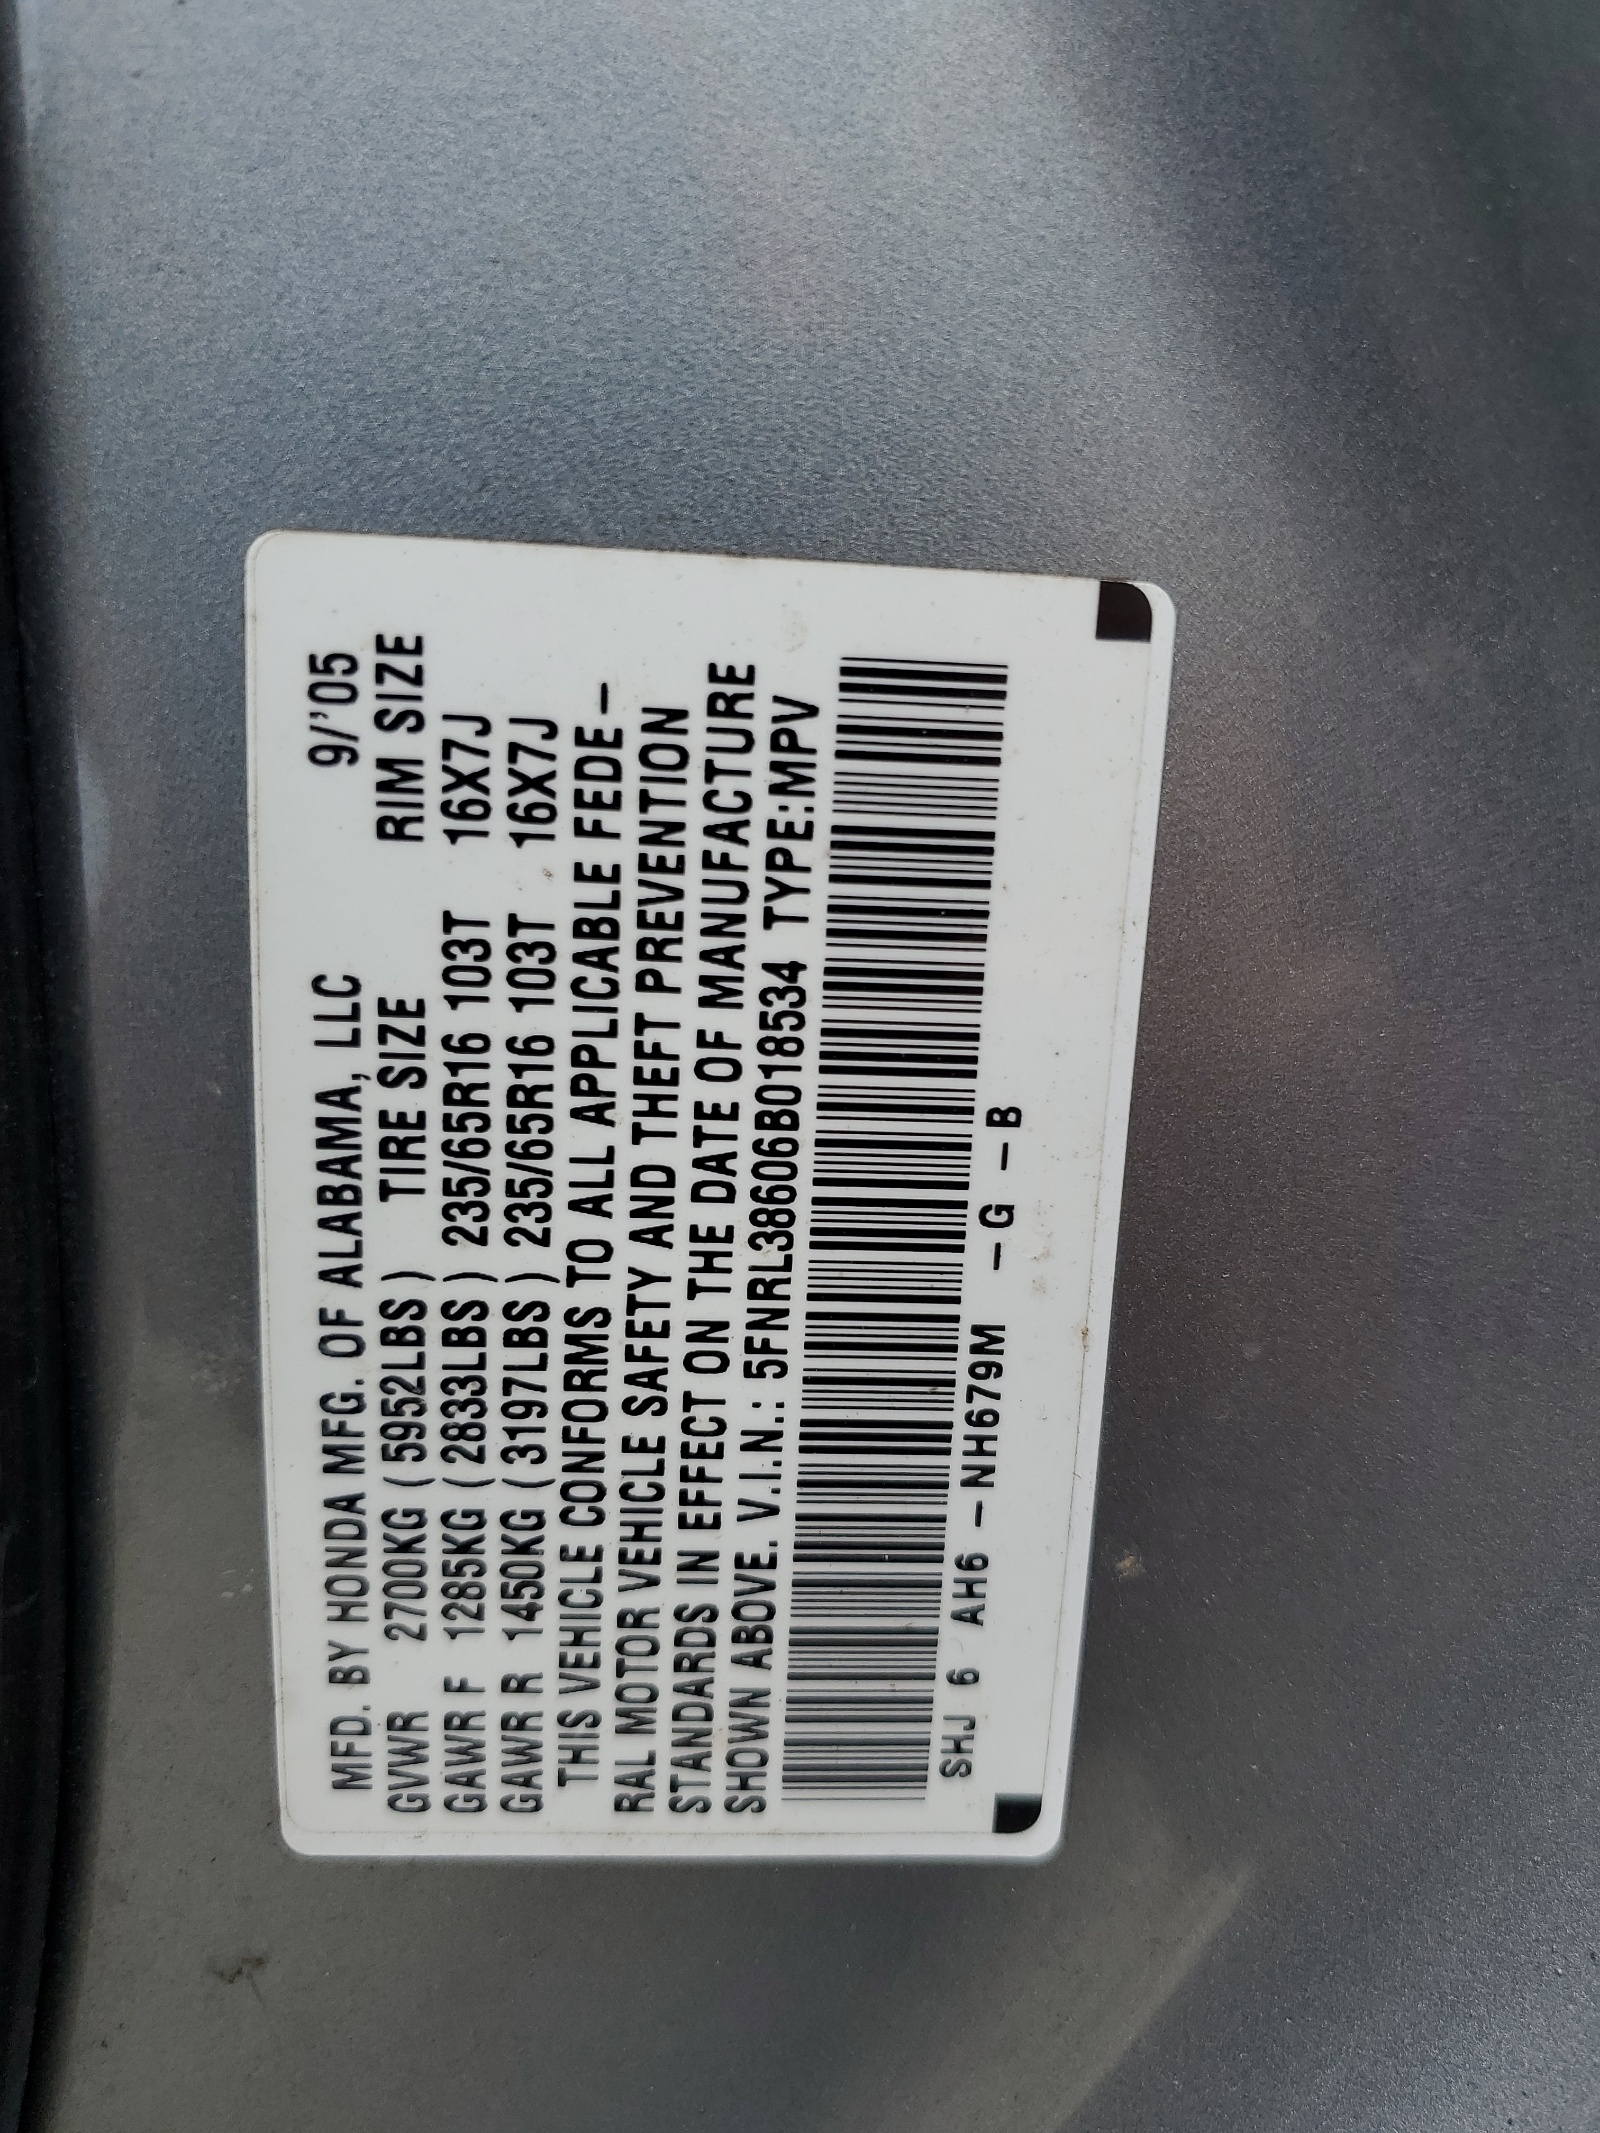 MFD. BY HONDA MFG. OF ALABAMA, LLC 9/'05
GVWR 2700KG (5952LBS) TIRE SIZE RIM SIZE
GAWR F 1285KG (2833LBS) 235/65R16 103T 16X7J
GAWR R 1450KG (3197LBS) 235/65R16 103T 16X7J
THIS VEHICLE CONFORMS TO ALL APPLICABLE FEDE-
RAL MOTOR VEHICLE SAFETY AND THEFT PREVENTION
STANDARDS IN EFFECT ON THE DATE OF MANUFACTURE
SHOWN ABOVE. V.I.N.: 5FNRL38606B018534 TYPE:MPV
SHJ 6 AH6 -NH679M -G -B